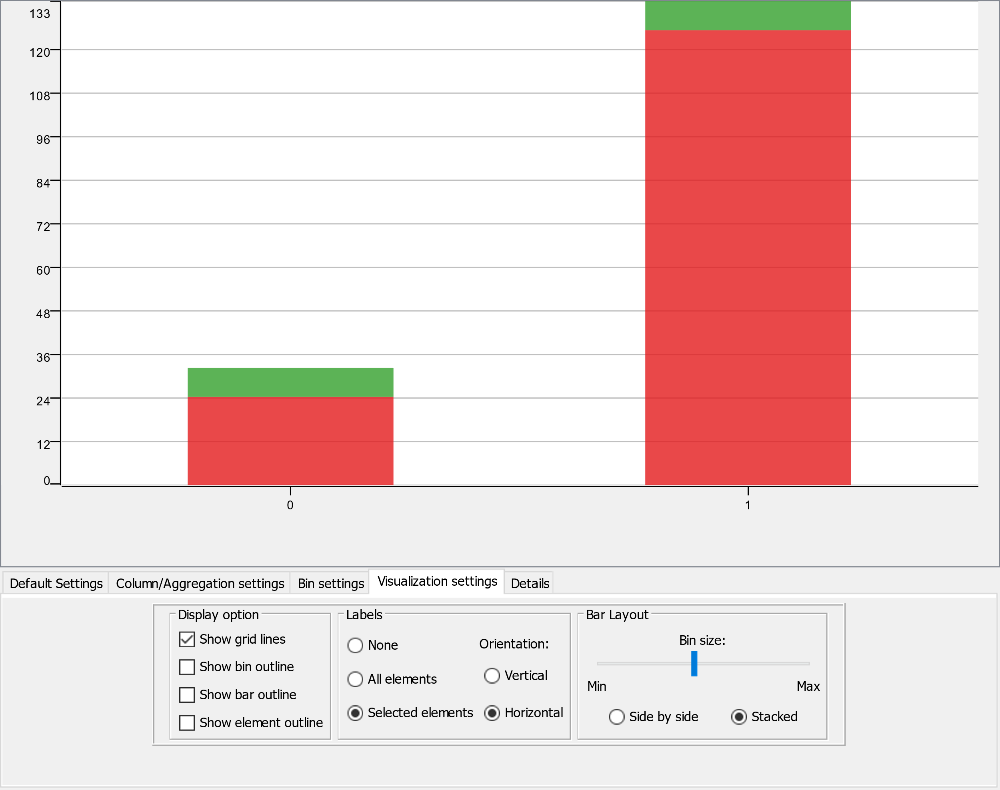 133
120
108
96
84
72
60
48
36
24
12
0
0 1
Default Settings Column/Aggregation settings Bin settings Visualization settings Details
Display option
Show grid lines
Show bin outline
Show bar outline
Show element outline
Labels
None
All elements
Selected elements
Orientation:
Vertical
Horizontal
Bar Layout
Bin size:
Min Max
Side by side Stacked